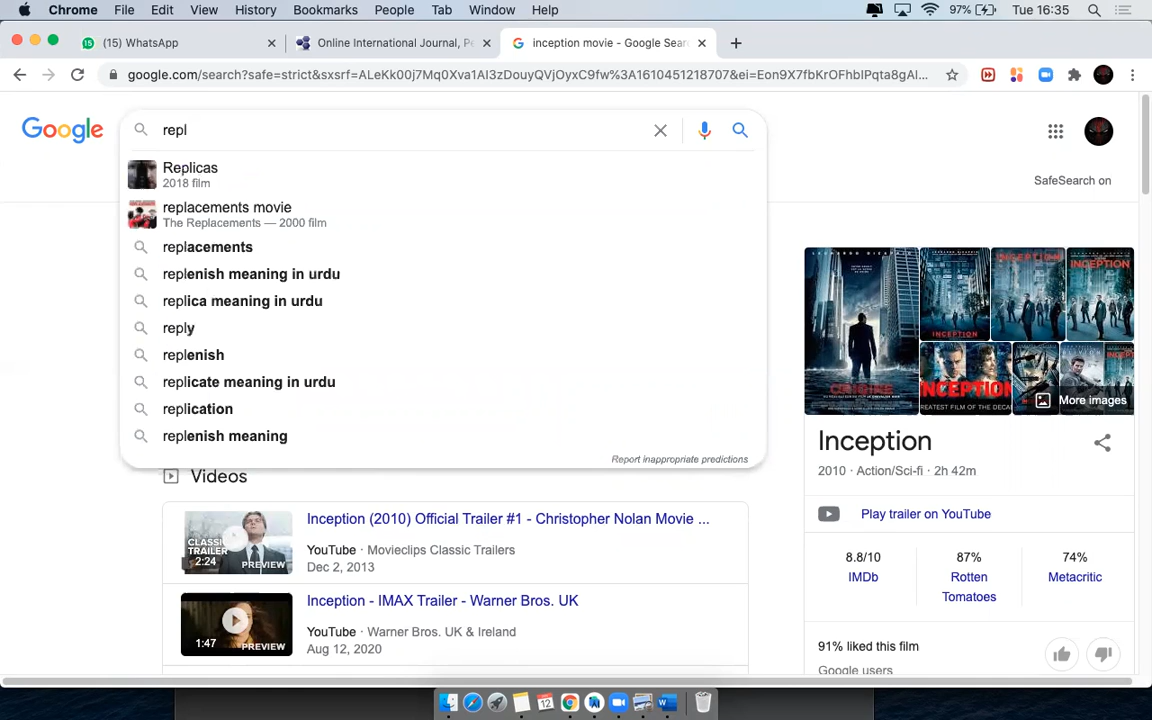 Chrome File Edit View History Bookmarks People Tab Window Help 97% Tue 16:35
(15) WhatsApp Online International Journal, Pe inception movie - Google Sear
google.com/search?safe=strict&sxsrf=ALeKk00j7Mq0Xva1AI3zDouyQVjOyxC9fw%3A1610451218707&ei=Eon9X7fbKrOFhbIPqta8gAI...
Google
repl
SafeSearch on
Replicas
2018 film
replacements movie
The Replacements — 2000 film
replacements
replenish meaning in urdu
replica meaning in urdu
reply
replenish
replicate meaning in urdu
replication
replenish meaning
Report inappropriate predictions
Videos
CLASSIC
TRAILER
2:24 PREVIEW
Inception (2010) Official Trailer #1 - Christopher Nolan Movie ...
YouTube · Movieclips Classic Trailers
Dec 2, 2013
1:47 PREVIEW
Inception - IMAX Trailer - Warner Bros. UK
YouTube · Warner Bros. UK & Ireland
Aug 12, 2020
INCEPTION
INCEPTION
More images
Inception
2010 · Action/Sci-fi · 2h 42m
Play trailer on YouTube
8.8/10 87% 74%
IMDb Rotten Tomatoes Metacritic
91% liked this film
Google users
12